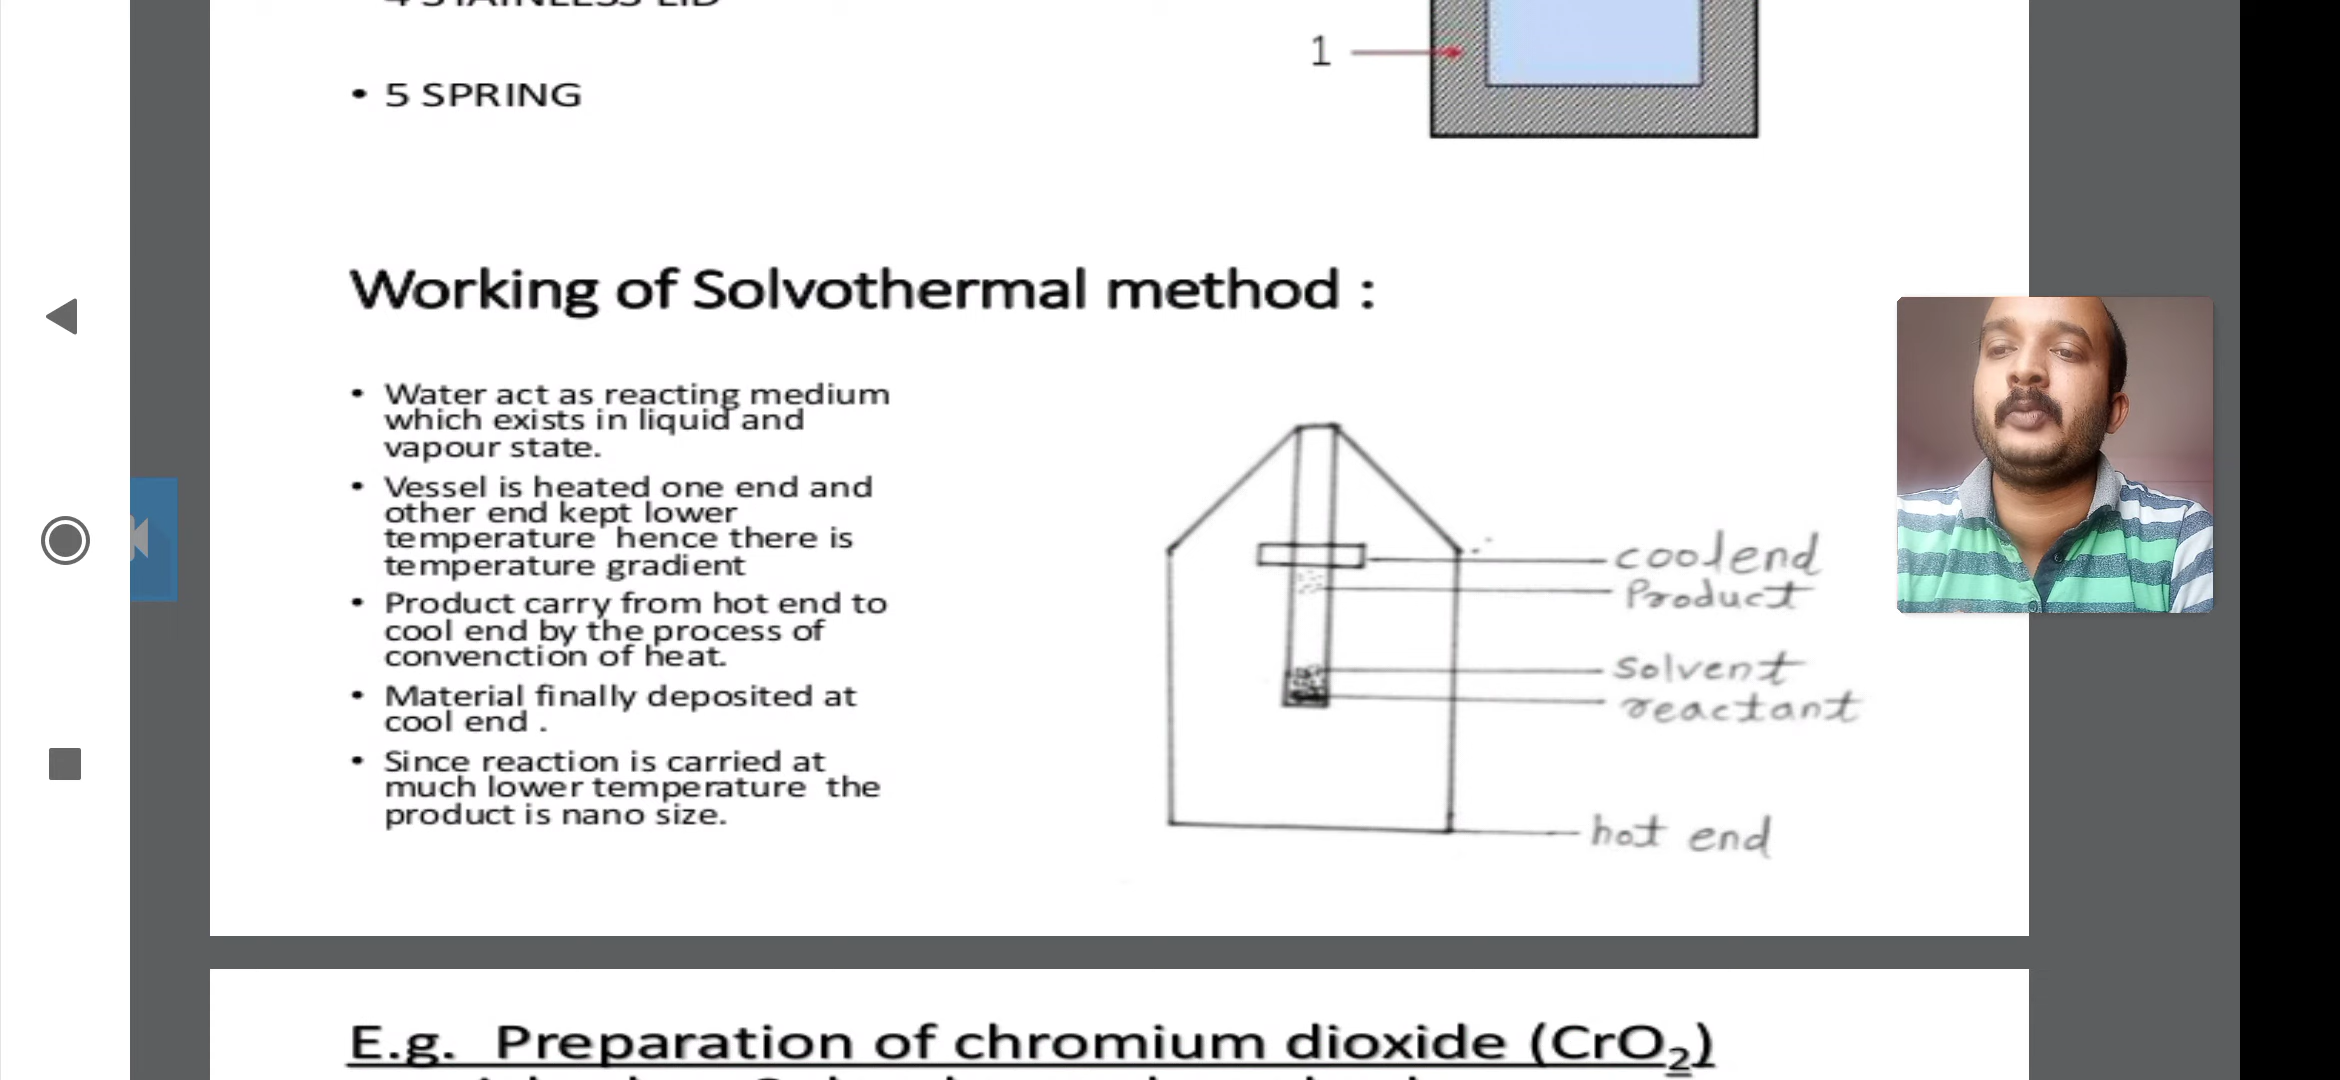 4 STAINLESS LID
1
• 5 SPRING
Working of Solvothermal method :
• Water act as reacting medium
which exists in liquid and
vapour state.
• Vessel is heated one end and
other end kept lower
temperature hence there is
temperature gradient
• Product carry from hot end to
cool end by the process of
convenction of heat.
• Material finally deposited at
cool end .
• Since reaction is carried at
much lower temperature the
product is nano size.
cool end
Product
solvent
reactant
hot end
E.g. Preparation of chromium dioxide (CrO₂)